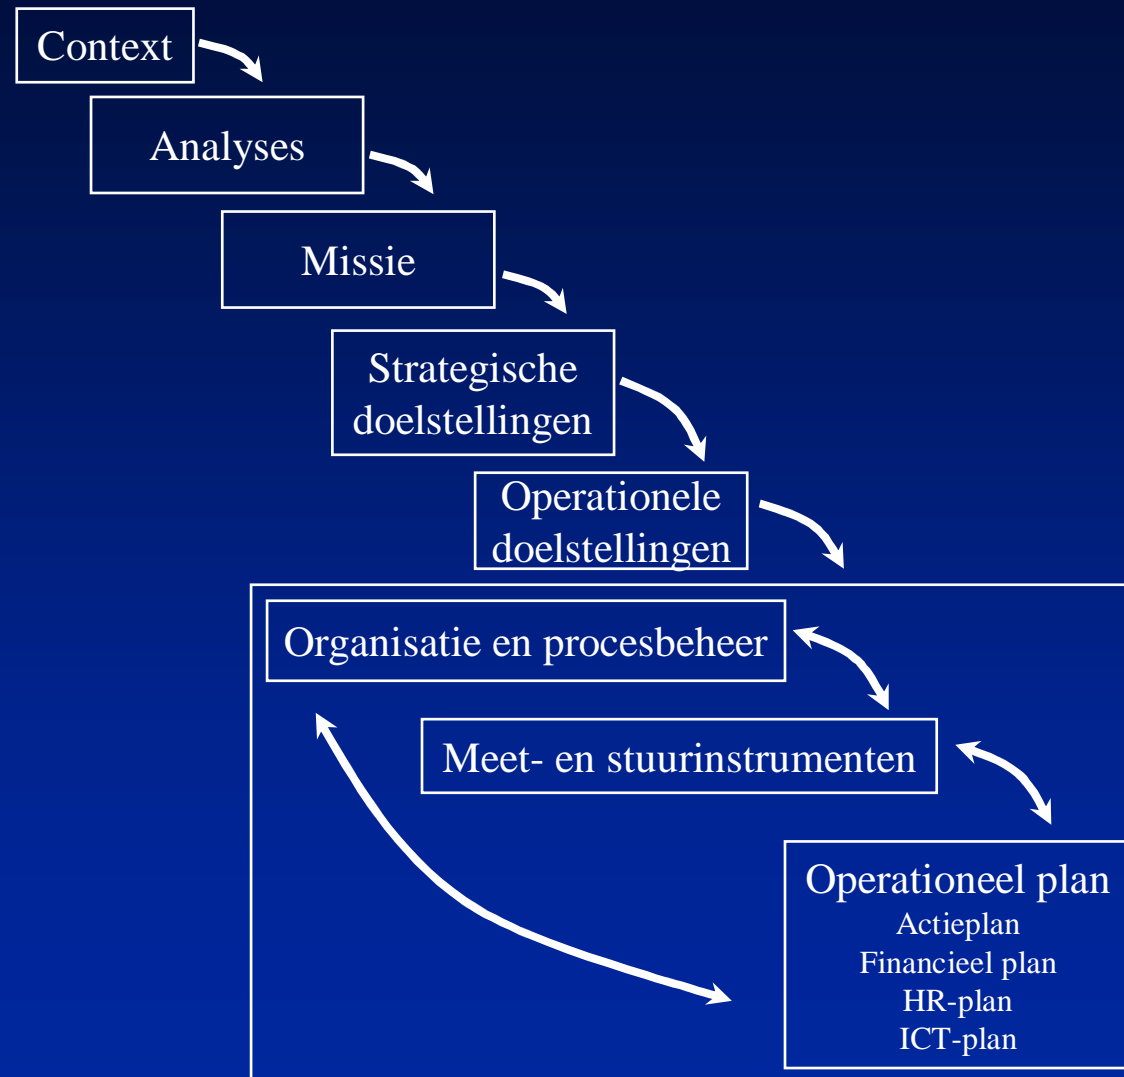 Context
Analyses
Missie
Strategische
doelstellingen
Operationele
doelstellingen
Organisatie en procesbeheer
Meet- en stuurinstrumenten
Operationeel plan
Actieplan
Financieel plan
HR-plan
ICT-plan